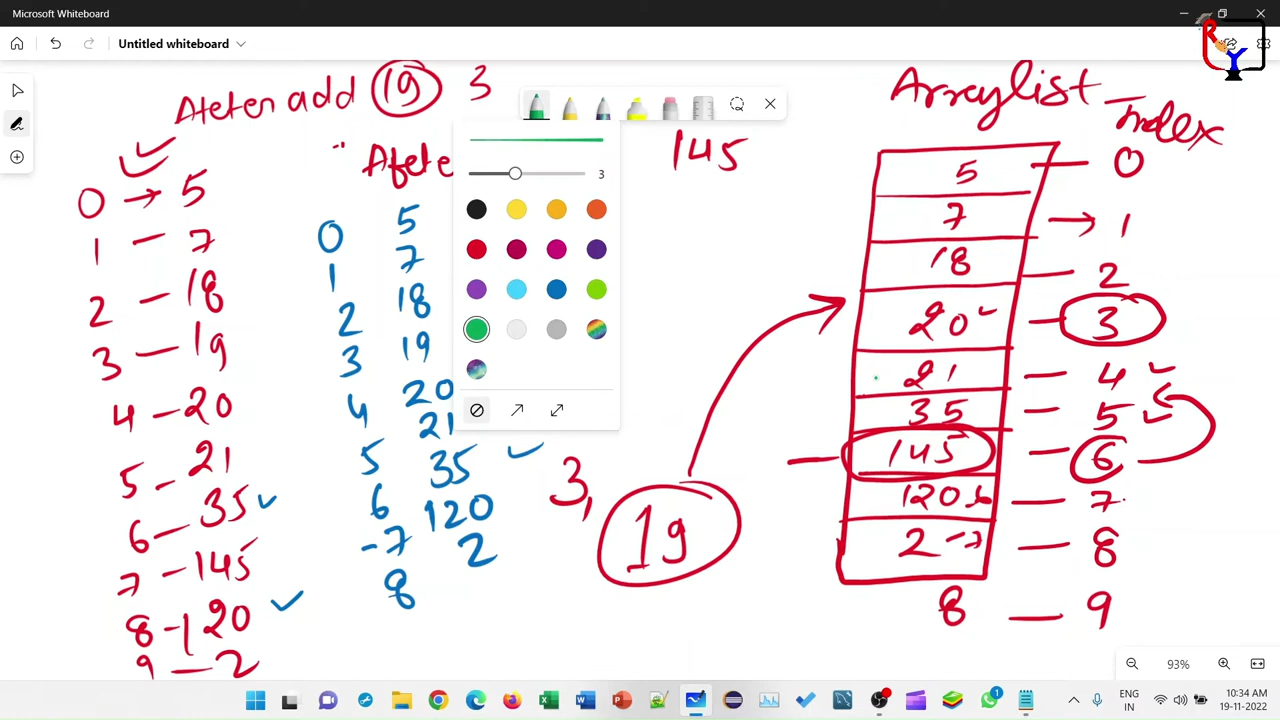 Microsoft Whiteboard
Untitled whiteboard
Ateten add 19 3
Afete
145
Arraylist
Index
0 → 5
1 — 7
2 — 18
3 — 19
4 — 20
5 — 21
6 — 35
7 — 145
8 — 120
9 — 2
0 5
1 7
2 18
3 19
4 20
5 21
6 35
-7 120
8 2
3
3, 19
5 — 0
7 → 1
18 — 2
20 — 3
21 — 4
35 — 5
145 — 6
120 6 — 7
2 -7 — 8
8 — 9
R
Y
93%
1
ENG
IN
10:34 AM
19-11-2022